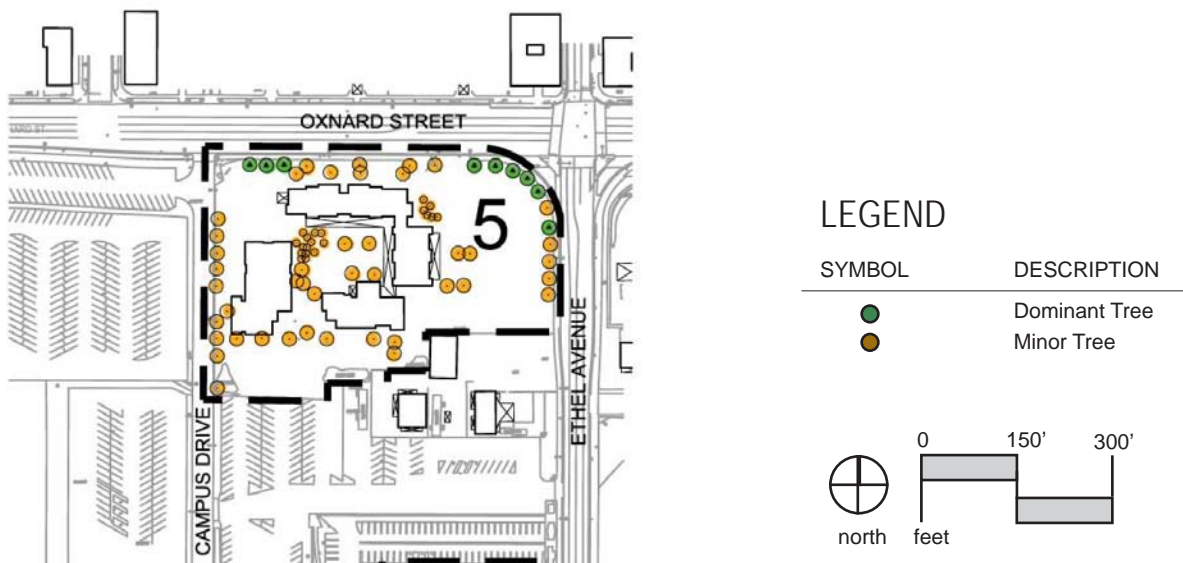 OXNARD STREET
5
CAMPUS DRIVE
ETHEL AVENUE
LEGEND
SYMBOL DESCRIPTION
Dominant Tree
Minor Tree
0 150' 300'
north feet